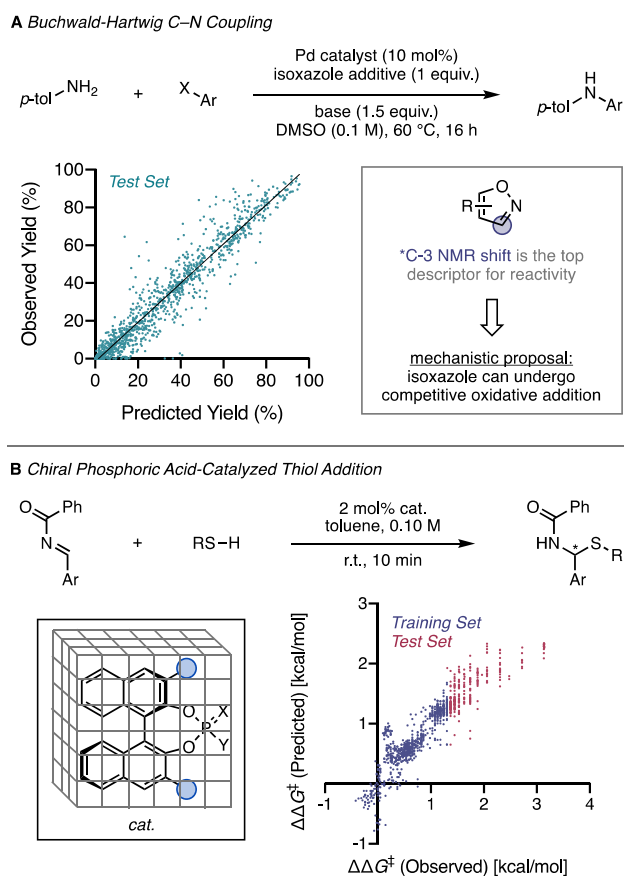 A Buchwald-Hartwig C–N Coupling
p-tol NH2
+
X Ar
Pd catalyst (10 mol%)
isoxazole additive (1 equiv.)
base (1.5 equiv.)
DMSO (0.1 M), 60 °C, 16 h
p-tol H N Ar
Observed Yield (%)
100
80
60
40
20
0
Test Set
0 20 40 60 80 100
Predicted Yield (%)
R O N
*C-3 NMR shift is the top
descriptor for reactivity
mechanistic proposal:
isoxazole can undergo
competitive oxidative addition
B Chiral Phosphoric Acid-Catalyzed Thiol Addition
O Ph
N
Ar
+
RS–H
2 mol% cat.
toluene, 0.10 M
r.t., 10 min
O Ph
HN * S R
Ar
O P X
O Y
cat.
ΔΔG‡ (Predicted) [kcal/mol]
3
2
1
0
-1
Training Set
Test Set
-1 1 2 3 4
ΔΔG‡ (Observed) [kcal/mol]